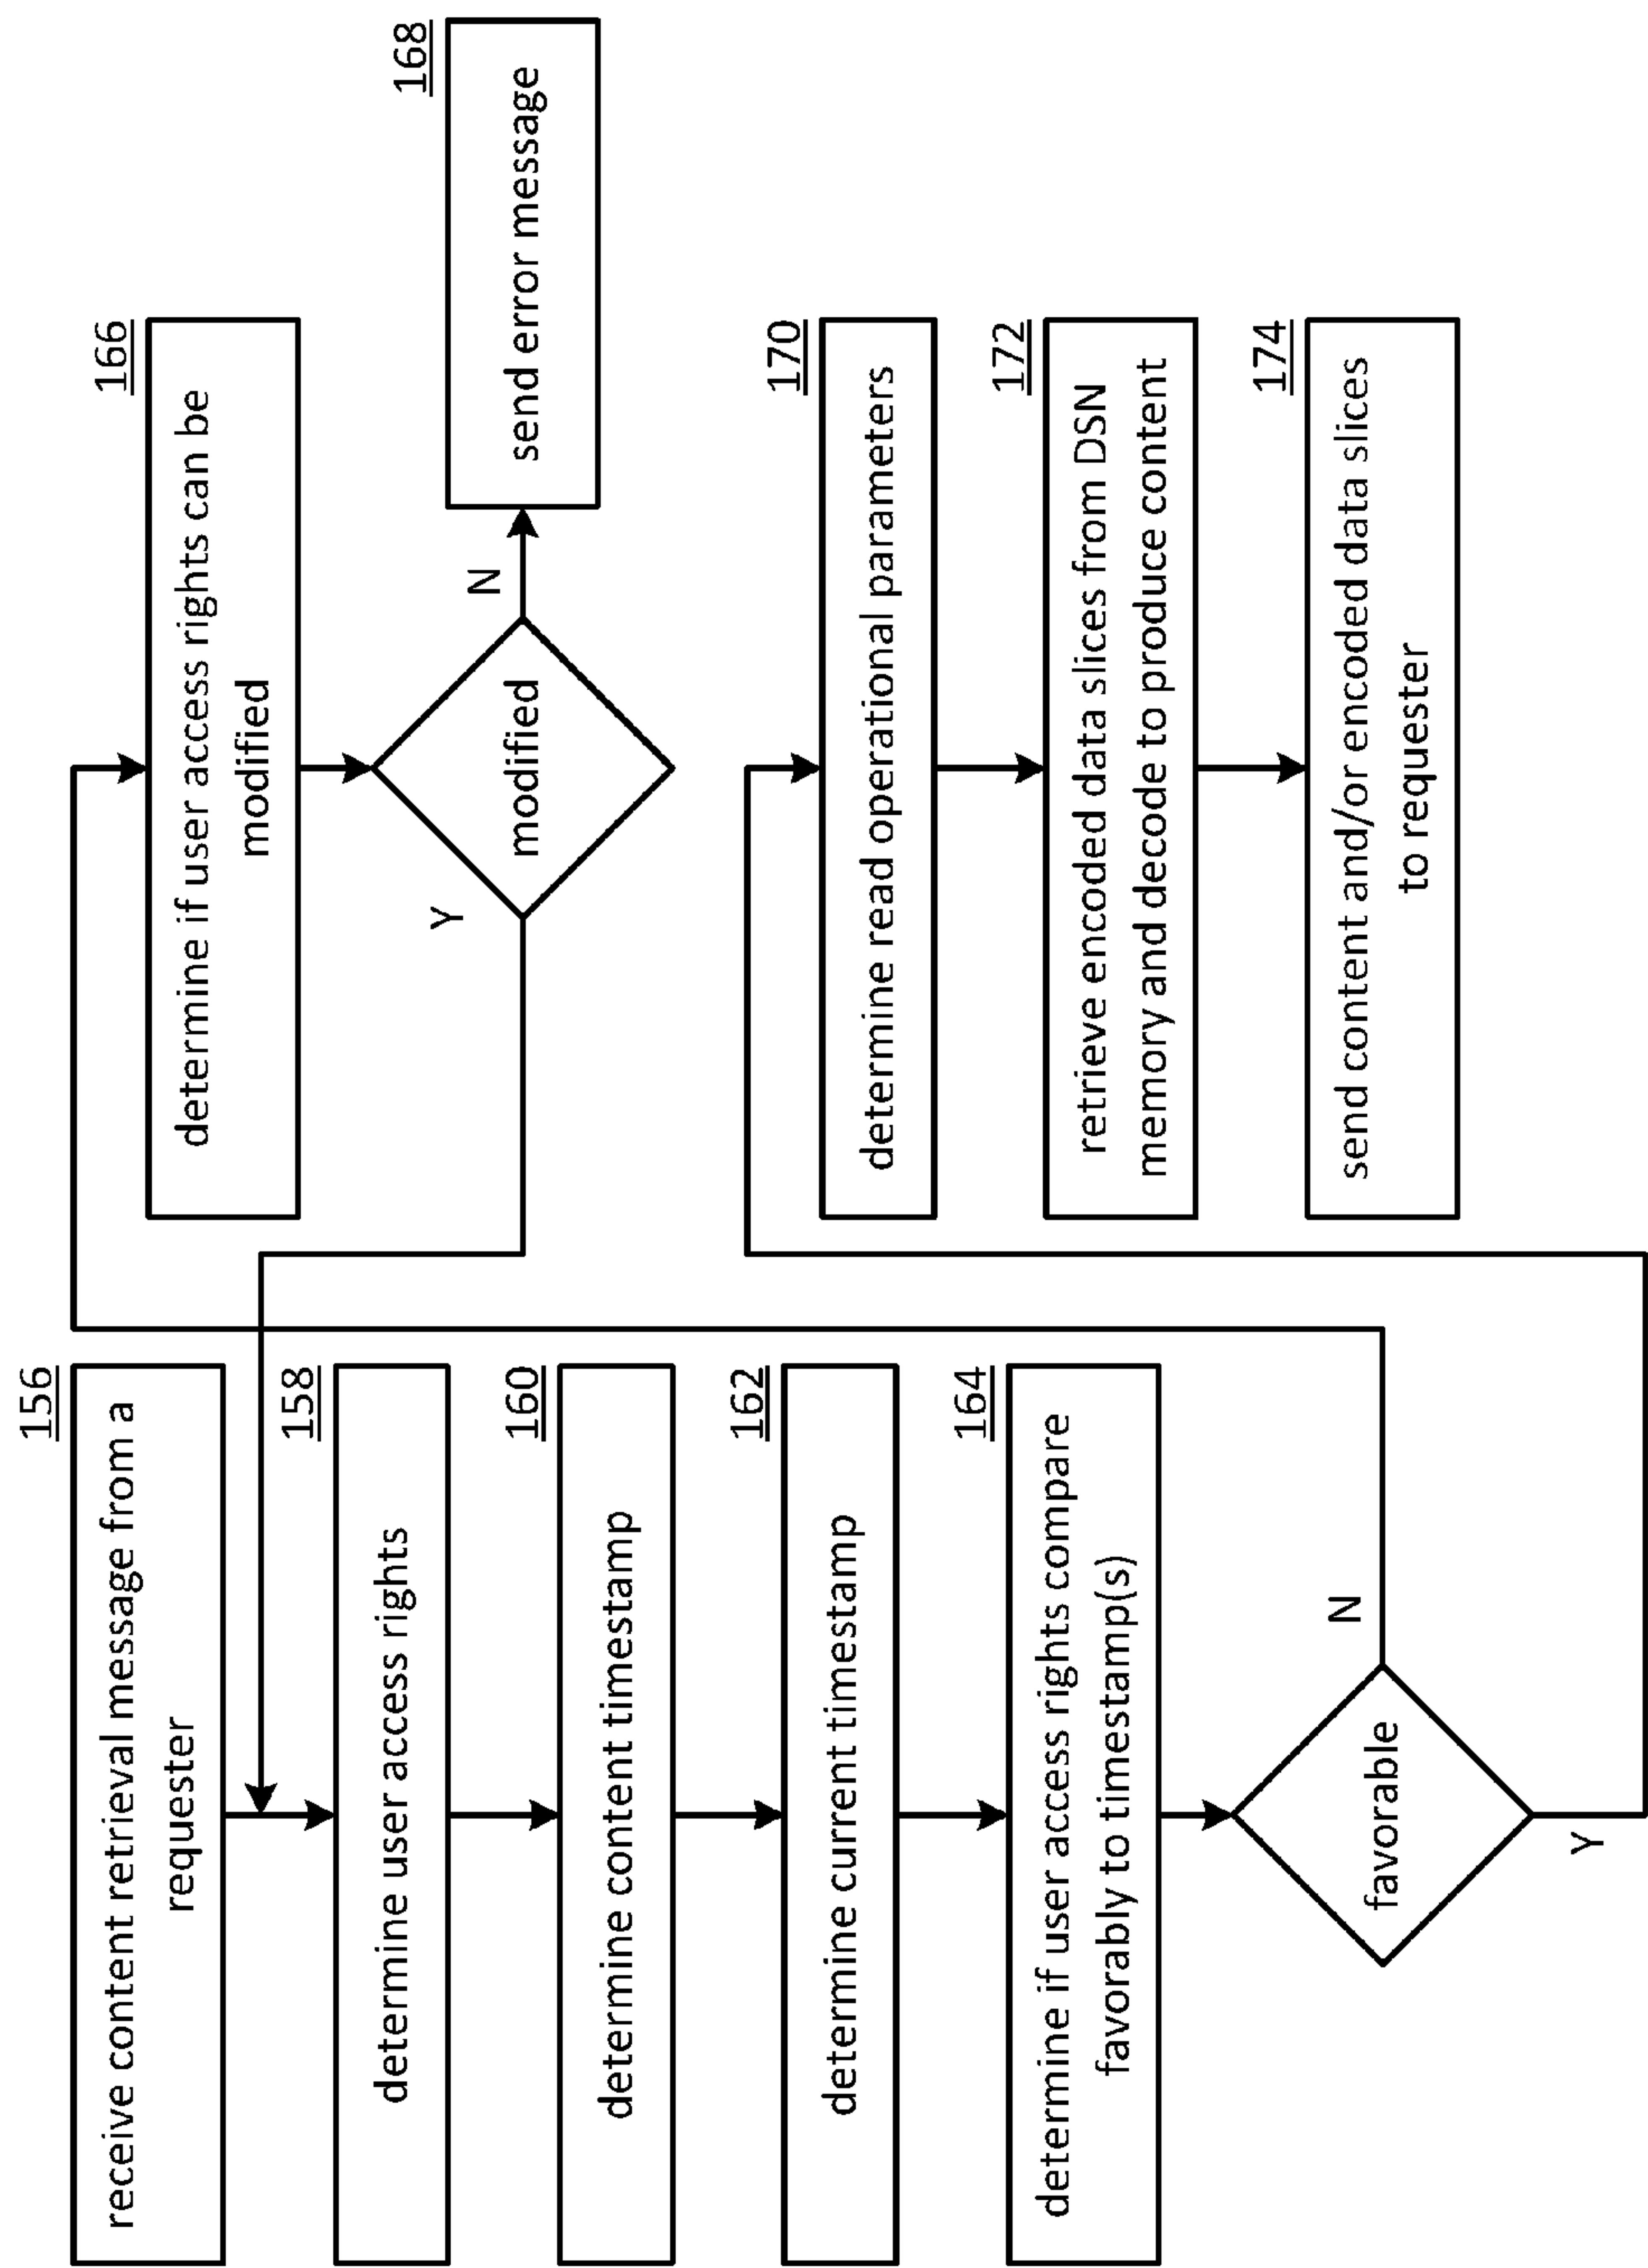 156
receive content retrieval message from a
requester
158
determine user access rights
160
determine content timestamp
162
determine current timestamp
164
determine if user access rights compare
favorably to timestamp(s)
favorable
N
Y
166
determine if user access rights can be
modified
modified
Y
N
168
send error message
170
determine read operational parameters
172
retrieve encoded data slices from DSN
memory and decode to produce content
174
send content and/or encoded data slices
to requester